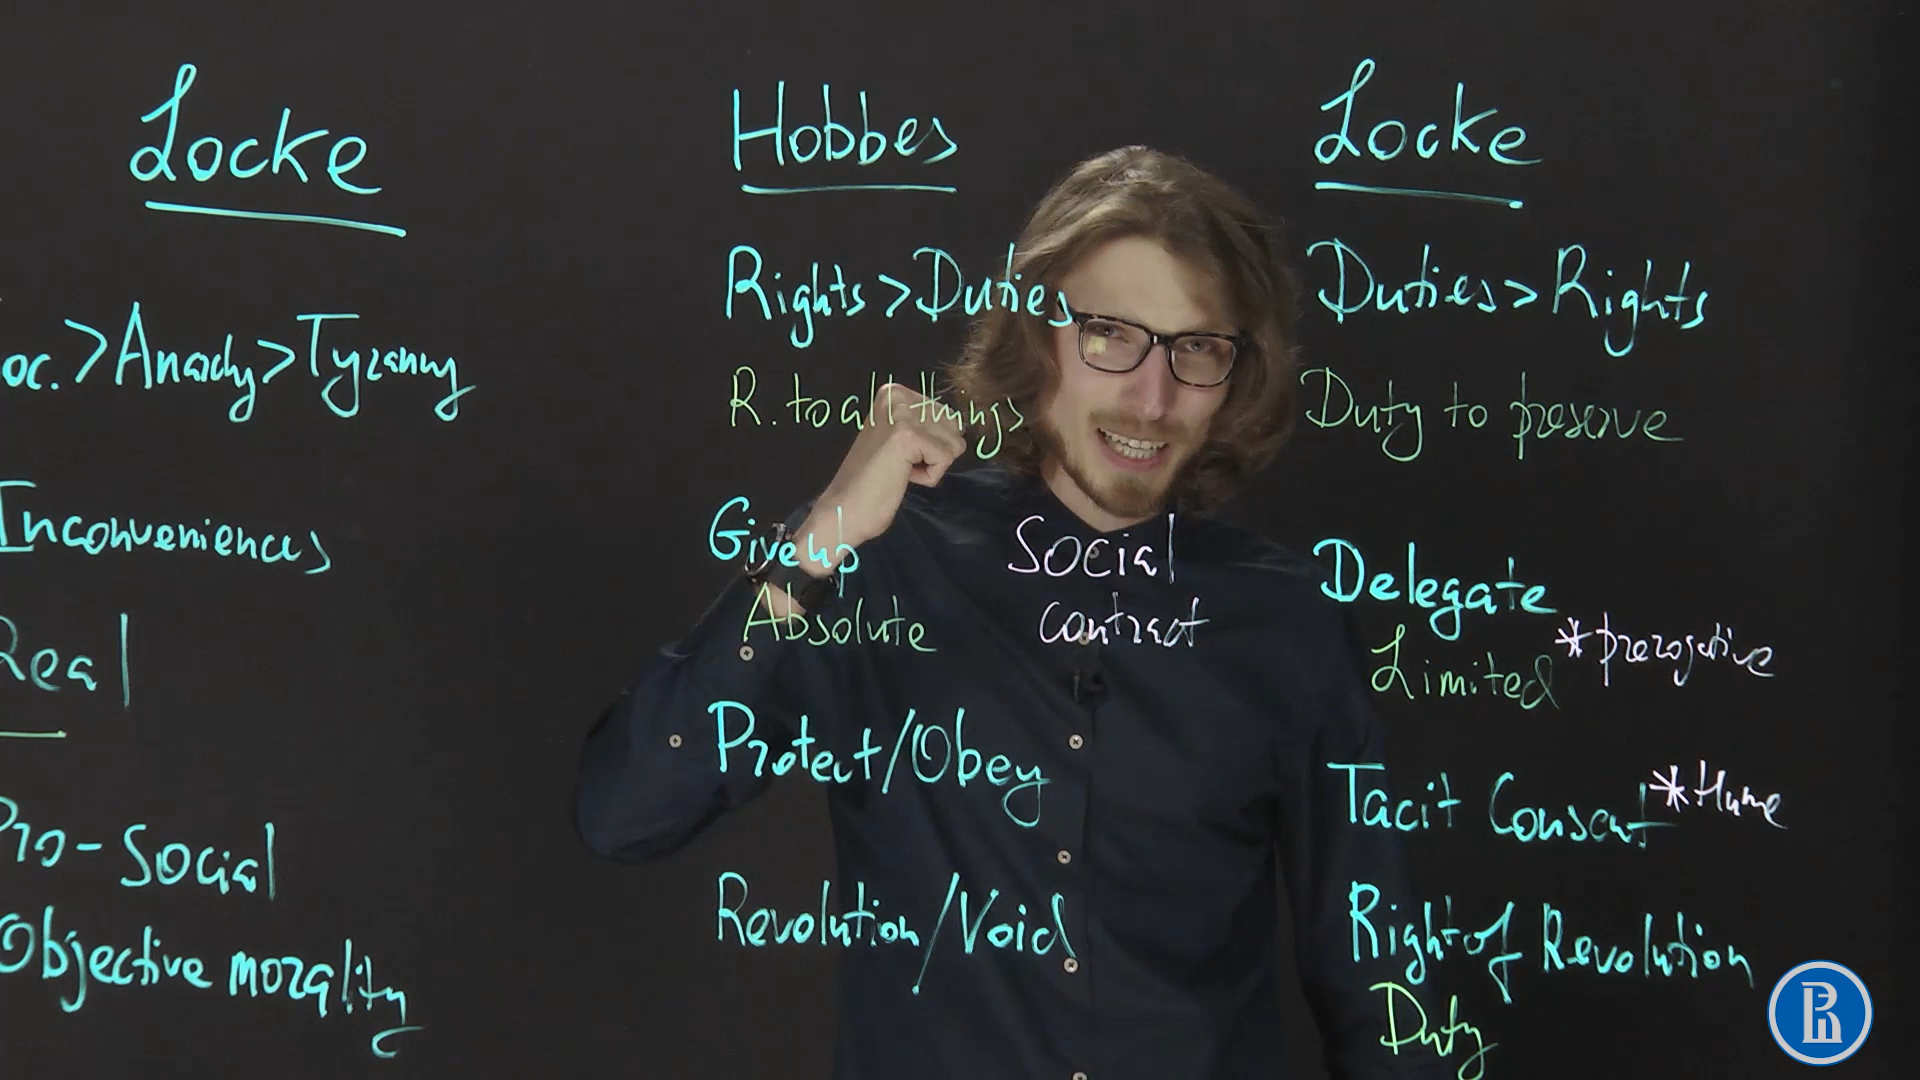 Locke
oc. > Anarchy > Tyranny
Inconveniences
Real
Pro-Social
Objective morality
Hobbes
Rights > Duties
R. to all things
Give up
Absolute
Protect/Obey
Revolution/Void
Social
contract
Locke
Duties > Rights
Duty to preserve
Delegate
Limited *prerogative
Tacit Consent *Hume
Right of Revolution
Duty